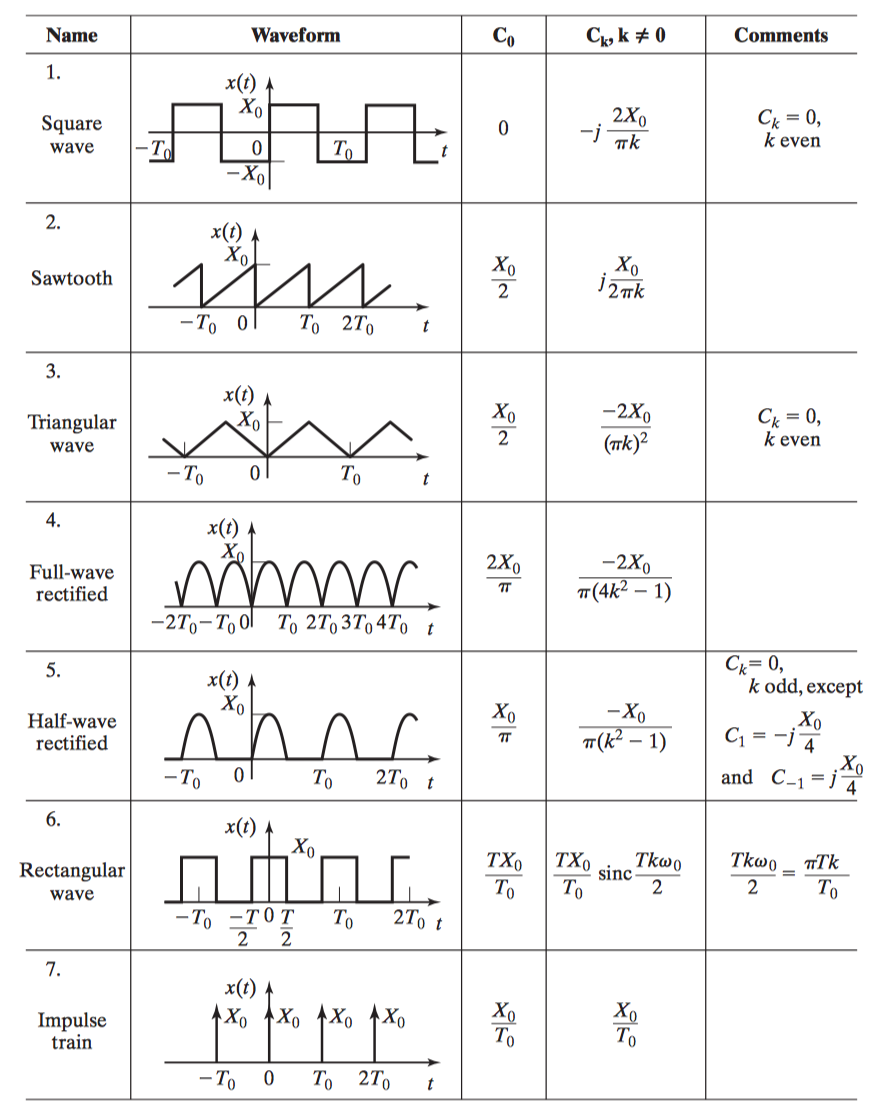 Name Waveform C₀ Cₖ, k ≠ 0 Comments
1.
Square
wave
x(t)
X₀
−T₀ 0 T₀ t
−X₀
0
−j 2X₀/πk
Cₖ = 0,
k even
2.
Sawtooth
x(t)
X₀
−T₀ 0 T₀ 2T₀ t
X₀/2
j X₀/2πk
3.
Triangular
wave
x(t)
X₀
−T₀ 0 T₀ t
X₀/2
−2X₀/(πk)²
Cₖ = 0,
k even
4.
Full-wave
rectified
x(t)
X₀
−2T₀ −T₀ 0 T₀ 2T₀ 3T₀ 4T₀ t
2X₀/π
−2X₀/π(4k² − 1)
5.
Half-wave
rectified
x(t)
X₀
−T₀ 0 T₀ 2T₀ t
X₀/π
−X₀/π(k² − 1)
Cₖ = 0,
k odd, except
C₁ = −j X₀/4
and C₋₁ = j X₀/4
6.
Rectangular
wave
x(t)
X₀
−T₀ −T/2 0 T/2 T₀ 2T₀ t
TX₀/T₀
TX₀/T₀ sinc Tkω₀/2
Tkω₀/2 = πTk/T₀
7.
Impulse
train
x(t)
X₀ X₀ X₀ X₀
−T₀ 0 T₀ 2T₀ t
X₀/T₀
X₀/T₀